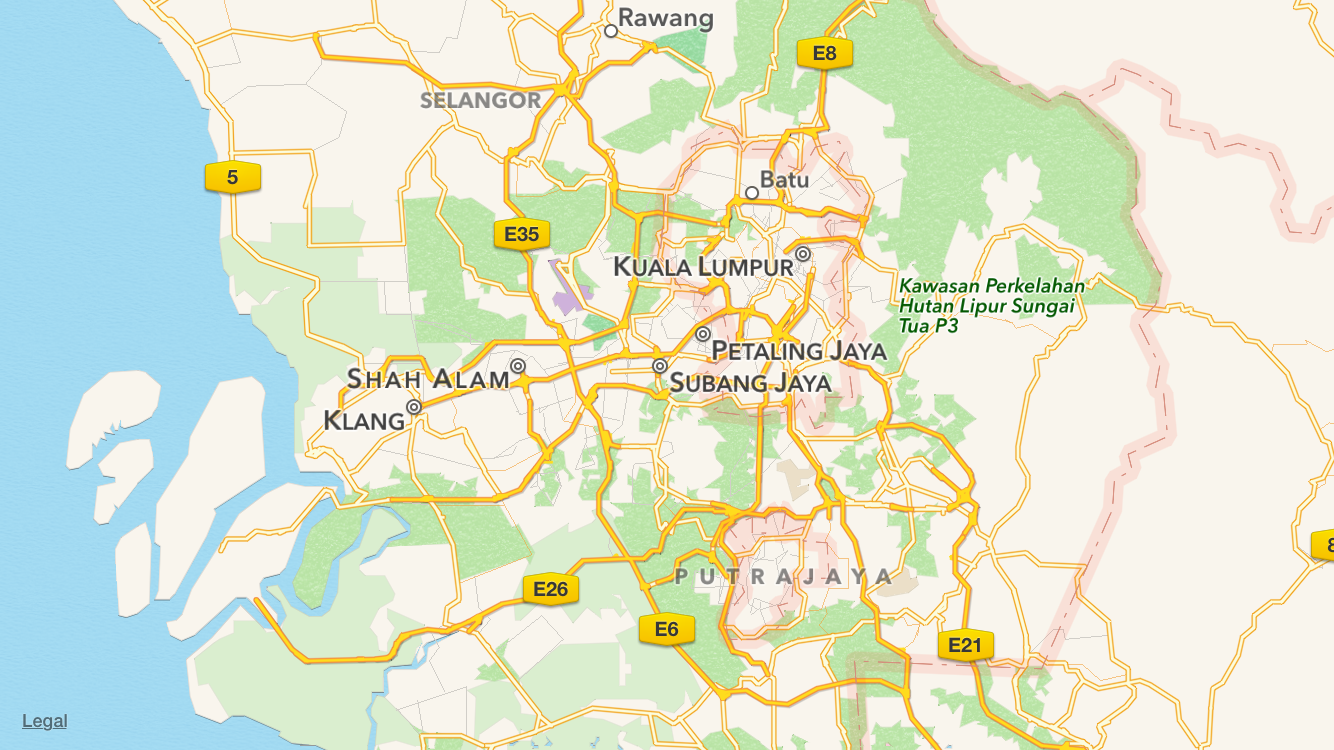 Rawang
E8
SELANGOR
5
Batu
E35
KUALA LUMPUR
Kawasan Perkelahan
Hutan Lipur Sungai
Tua P3
PETALING JAYA
SHAH ALAM
SUBANG JAYA
KLANG
8
PUTRAJAYA
E26
E6
E21
Legal